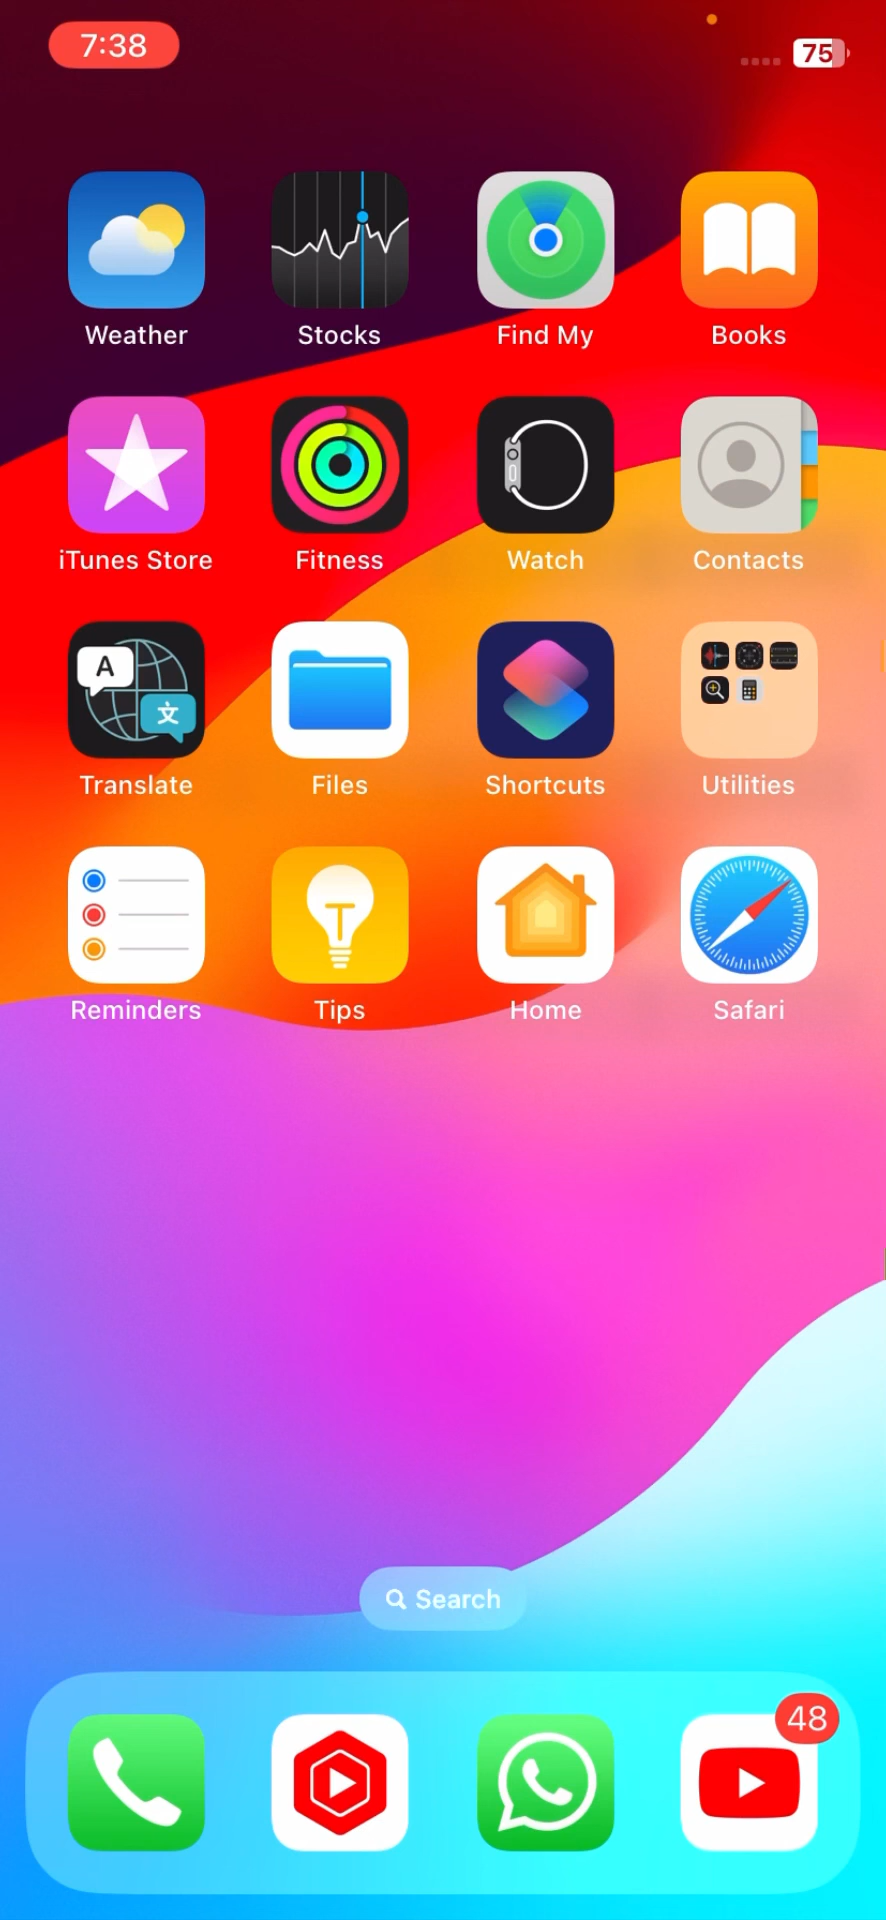 7:38
75
Weather
Stocks
Find My
Books
iTunes Store
Fitness
Watch
Contacts
A
文
Translate
Files
Shortcuts
Utilities
Reminders
Tips
Home
Safari
Search
48